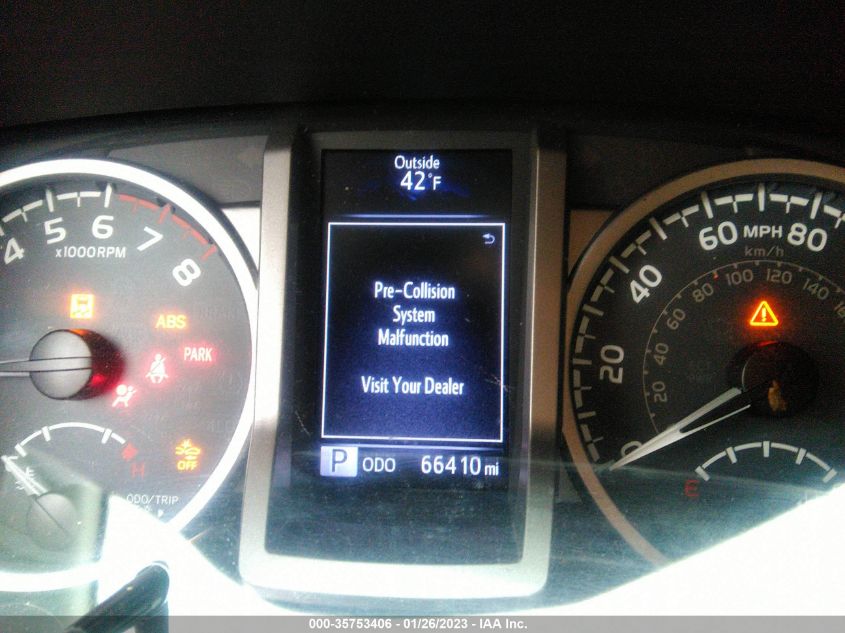 Outside
42°F
Pre-Collision
System
Malfunction
Visit Your Dealer
P ODO 66410 mi
4 5 6 7 8
x1000RPM
ABS
PARK
OFF
H
ODO/TRIP
0 20 40 60 80
MPH
km/h
20 40 60 80 100 120 140
E
000-35753406 - 01/26/2023 - IAA Inc.